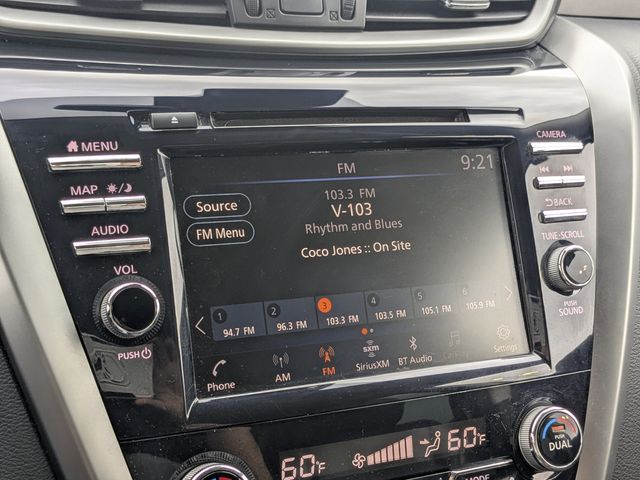 MENU
MAP
AUDIO
VOL
PUSH
FM
9:21
Source
FM Menu
103.3 FM
V-103
Rhythm and Blues
Coco Jones :: On Site
1 2 3 4 5 6
94.7 FM 96.3 FM 103.3 FM 103.5 FM 105.1 FM 105.9 FM
Phone
AM
FM
sxm
SiriusXM
BT Audio
Settings
CAMERA
BACK
TUNE·SCROLL
PUSH
SOUND
60°F
60°F
PUSH
DUAL